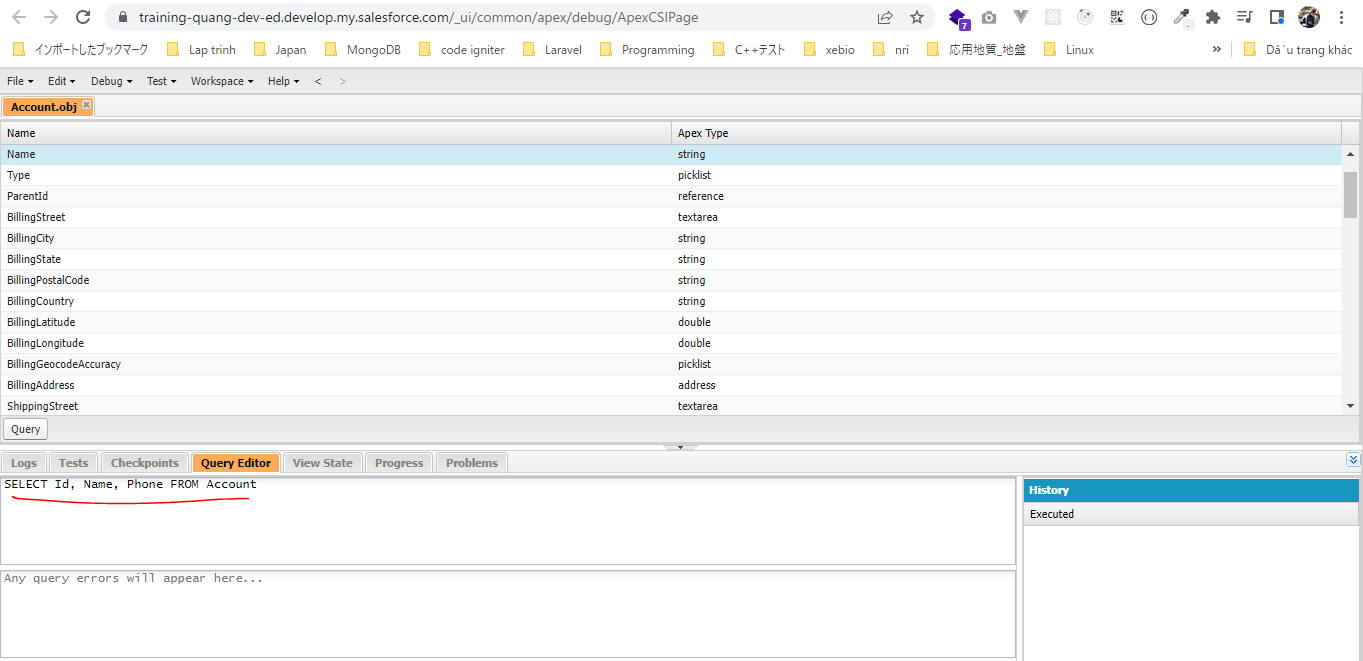 training-quang-dev-ed.develop.my.salesforce.com/_ui/common/apex/debug/ApexCSIPage
7
インポートしたブックマーク Lap trinh Japan MongoDB code igniter Laravel Programming C++テスト xebio nri 応用地質_地盤 Linux » Dấu trang khác
File Edit Debug Test Workspace Help < >
Account.obj
Name Apex Type
Name string
Type picklist
ParentId reference
BillingStreet textarea
BillingCity string
BillingState string
BillingPostalCode string
BillingCountry string
BillingLatitude double
BillingLongitude double
BillingGeocodeAccuracy picklist
BillingAddress address
ShippingStreet textarea
Query
Logs Tests Checkpoints Query Editor View State Progress Problems
SELECT Id, Name, Phone FROM Account
History
Executed
Any query errors will appear here...